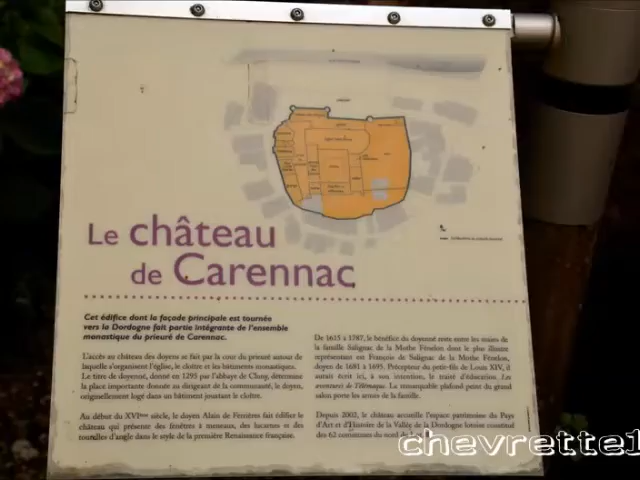 Le château
de Carennac
Cet édifice dont la façade principale est tournée
vers la Dordogne fait partie intégrante de l'ensemble
monastique du prieuré de Carennac.
L'accès au château des doyens se fait par la cour du prieuré autour de
laquelle s'organisent l'église, le cloître et les bâtiments monastiques.
Le titre de doyenné, donné en 1295 par l'abbaye de Cluny, détermine
la place importante donnée au dirigeant de la communauté, le doyen,
originellement logé dans un bâtiment jouxtant le cloître.
Au début du XVIème siècle, le doyen Alain de Ferrières fait édifier le
château qui présente des fenêtres à meneaux, des lucarnes et des
tourelles d'angle dans le style de la première Renaissance française.
De 1615 à 1787, le bénéfice du doyenné resta entre les mains de
la famille Salignac de la Mothe Fénelon dont le plus illustre
représentant est François de Salignac de la Mothe Fénelon,
doyen de 1681 à 1695. Précepteur du petit-fils de Louis XIV, il
aurait écrit ici, à son intention, le traité d'éducation Les
aventures de Télémaque. Le remarquable plafond peint du grand
salon porte les armes de la famille.
Depuis 2002, le château accueille l'espace patrimoine du Pays
d'Art et d'Histoire de la Vallée de la Dordogne lotoise constitué
des 62 communes du nord du
chevrette1